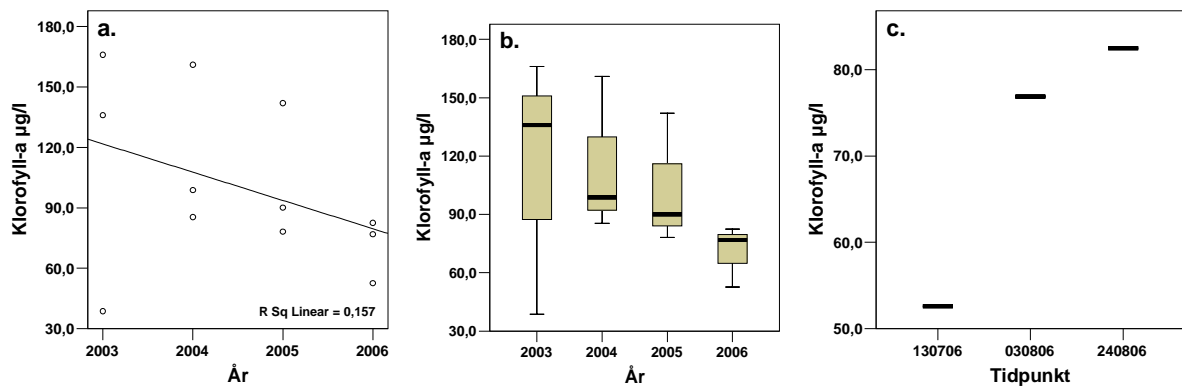 a.
Klorofyll-a µg/l
180,0
150,0
120,0
90,0
60,0
30,0
2003 2004 2005 2006
År
R Sq Linear = 0,157
b.
Klorofyll-a µg/l
180,0
150,0
120,0
90,0
60,0
30,0
2003 2004 2005 2006
År
c.
Klorofyll-a µg/l
80,0
70,0
60,0
50,0
130706 030806 240806
Tidpunkt